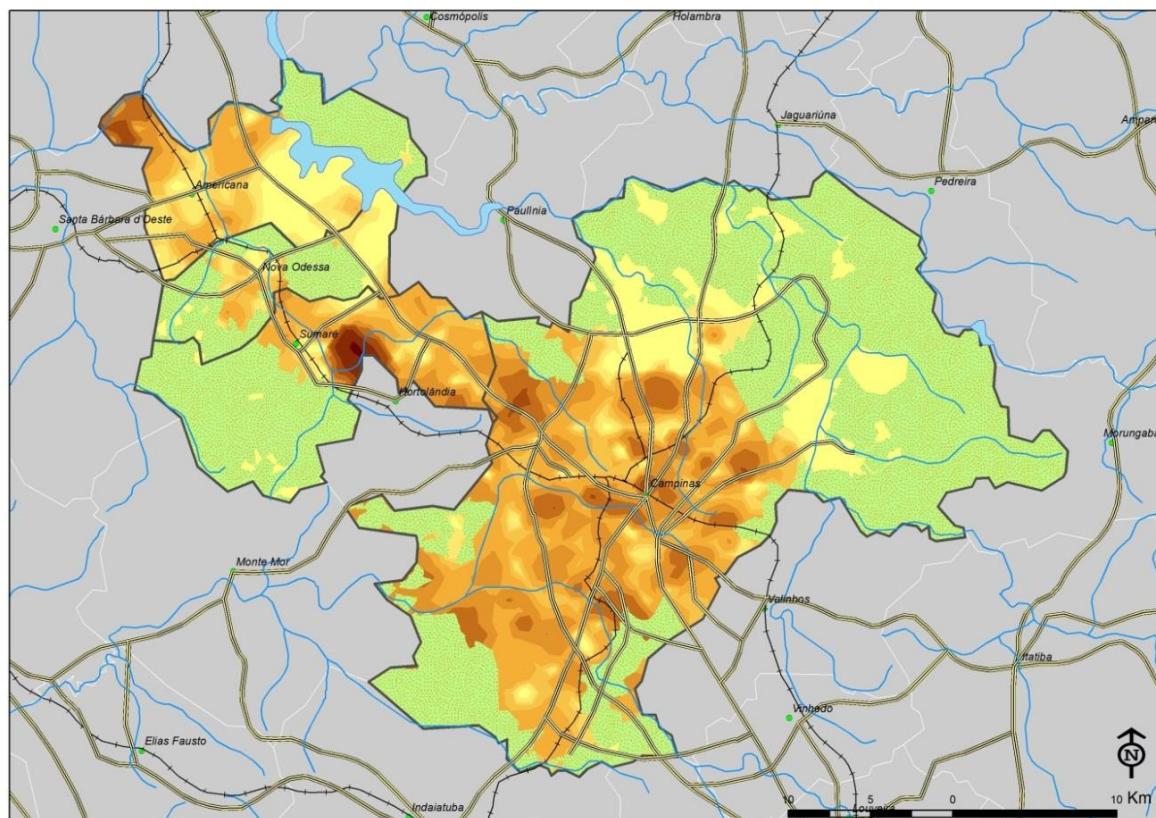 Cosmópolis
Holambra
Jaguariúna
Ampar
Americana
Pedreira
Santa Bárbara d'Oeste
Paulínia
Nova Odessa
Sumaré
Hortolândia
Morungaba
Campinas
Monte Mor
Valinhos
Itatiba
Vinhedo
Elias Fausto
N
Indaiatuba
Louveira
10 5 0 10 Km